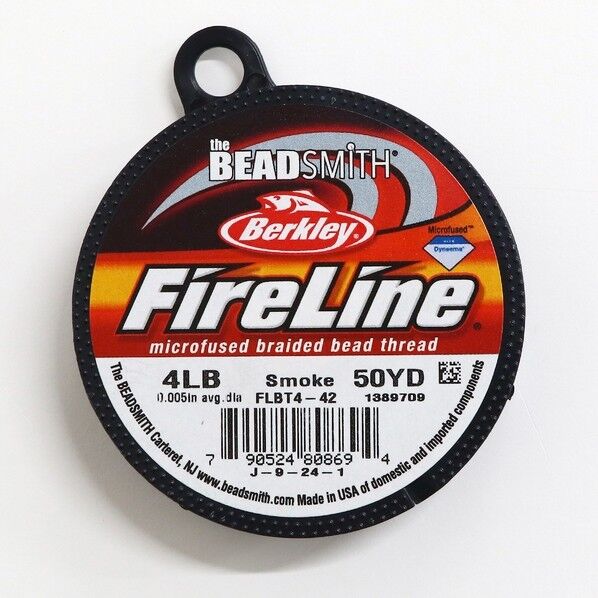 the
BEADSMITH®
Berkley®
Microfused™
with
Dyneema®
FireLine®
microfused braided bead thread
4LB Smoke 50YD
0.005in avg.dia FLBT4-42 1389709
7 90524 80869 4
J-9-24-1
The BEADSMITH Carteret, NJ www.beadsmith.com Made in USA of domestic and imported components